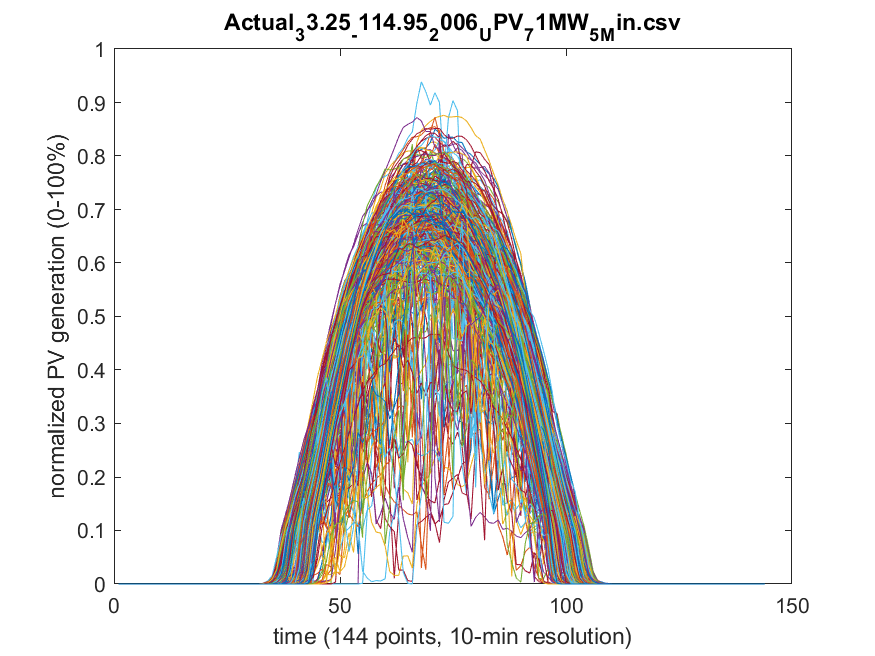 Actual_33.25_-114.95_2006_UPV_71MW_5_Min.csv
1
0.9
0.8
0.7
0.6
0.5
0.4
0.3
0.2
0.1
0
normalized PV generation (0-100%)
0 50 100 150
time (144 points, 10-min resolution)